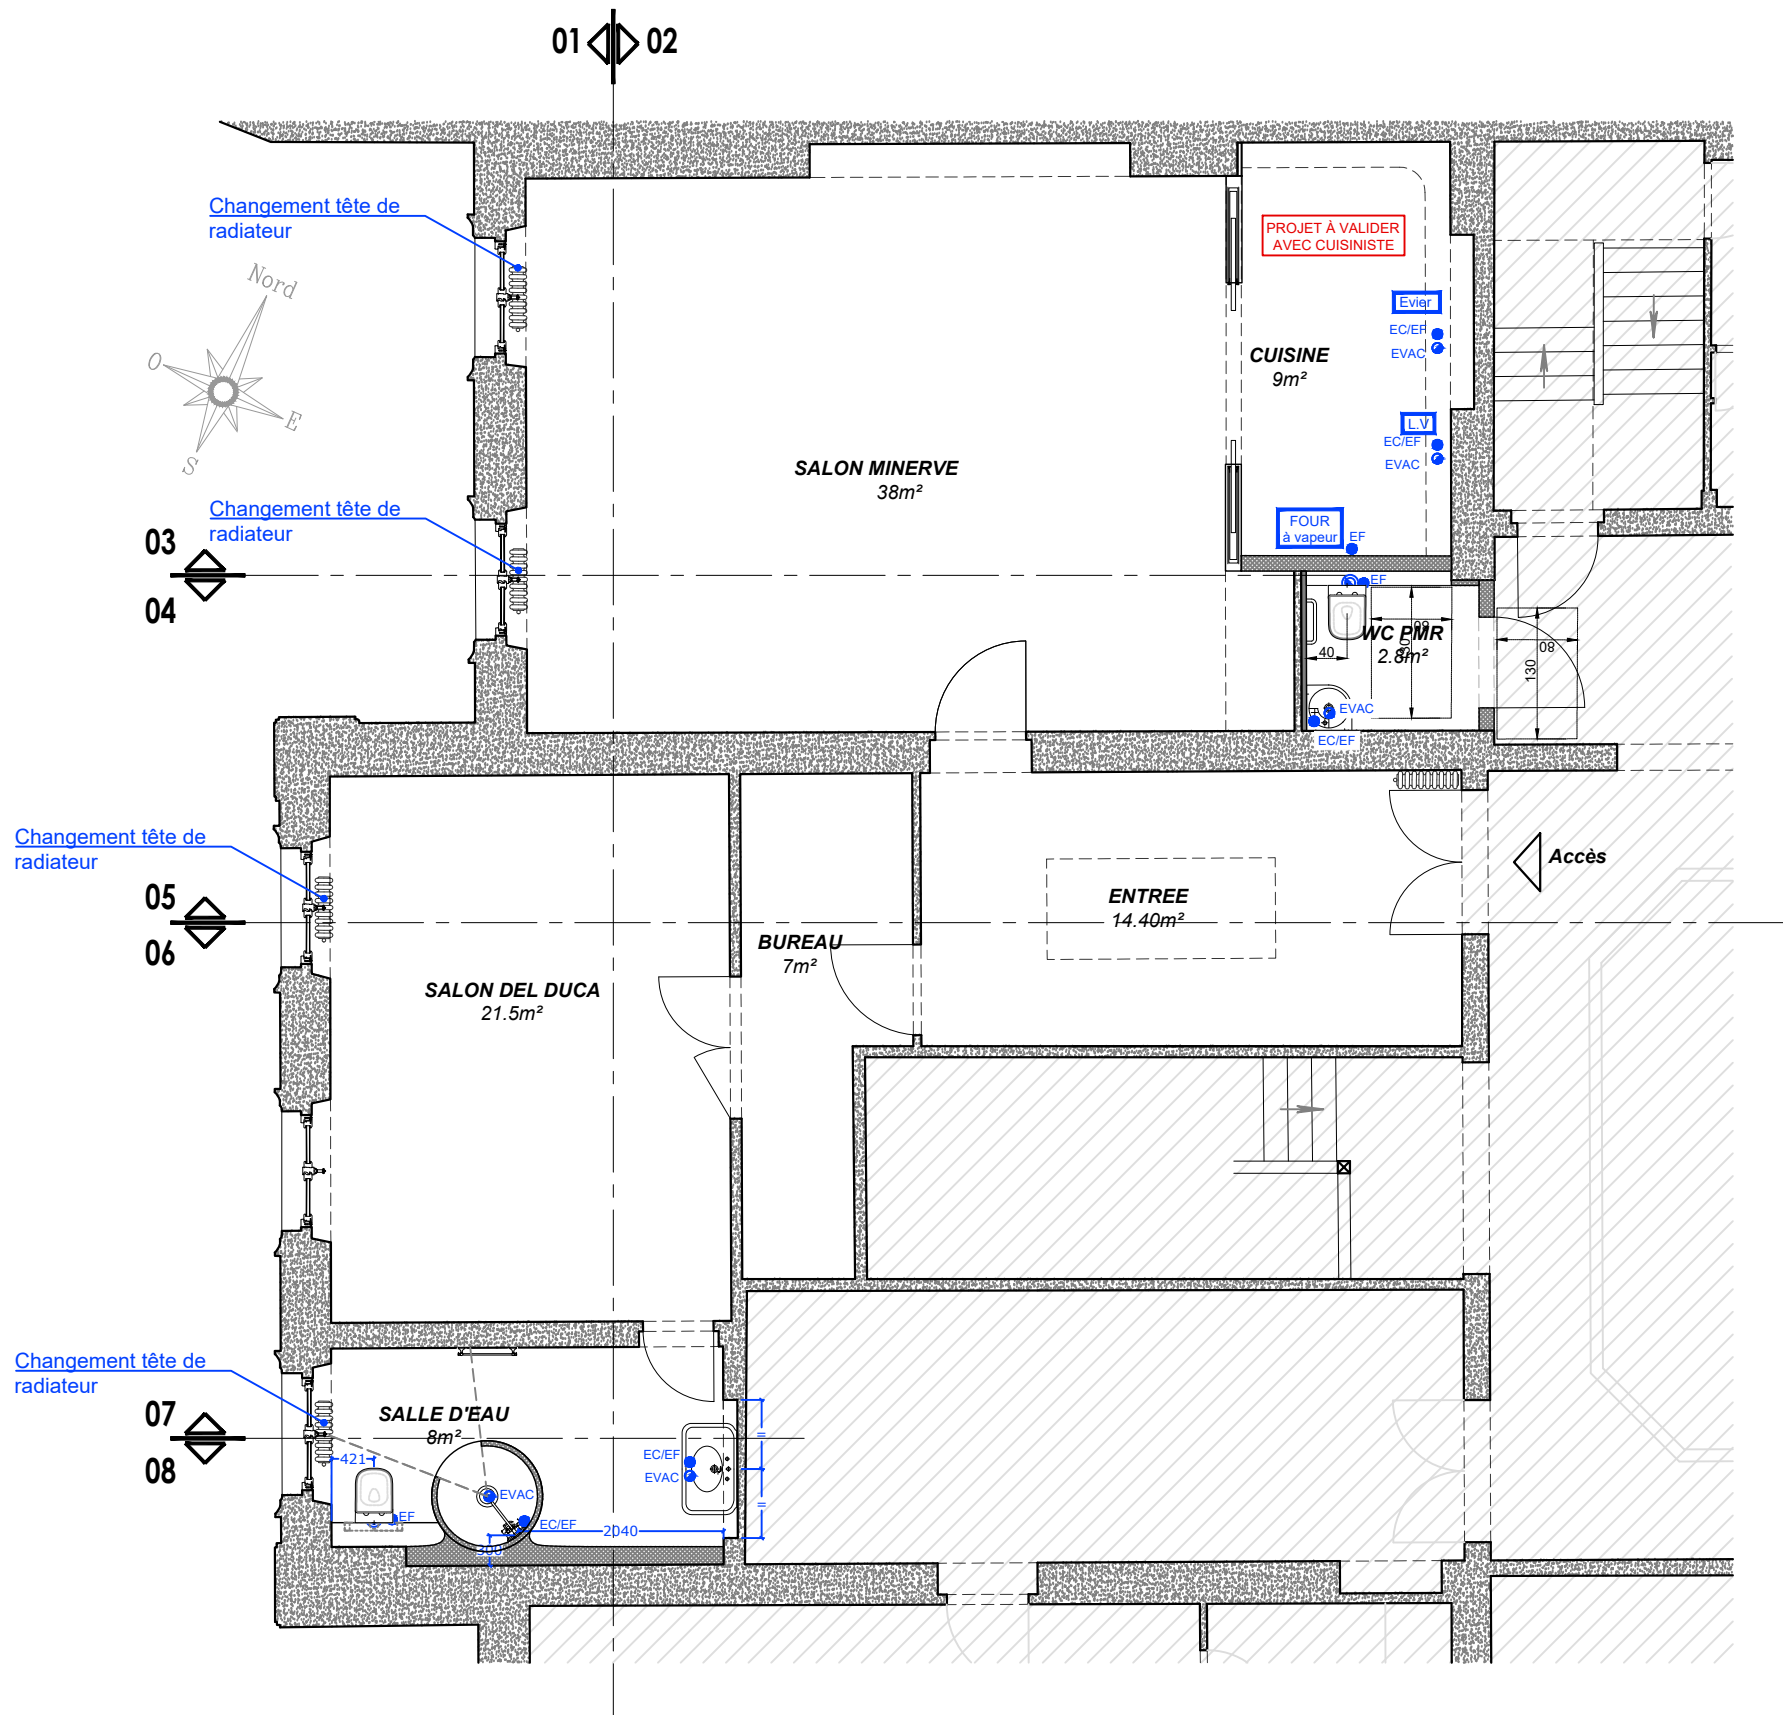 01
02
Changement tête de
radiateur
Nord
O
E
S
PROJET À VALIDER
AVEC CUISINISTE
Evier
EC/EF
EVAC
CUISINE
9m²
L.V
EC/EF
EVAC
SALON MINERVE
38m²
Changement tête de
radiateur
FOUR
à vapeur
EF
03
04
EF
WC PMR
2.8m²
40
80
130
EVAC
EC/EF
Changement tête de
radiateur
Accès
05
06
ENTREE
14.40m²
BUREAU
7m²
SALON DEL DUCA
21.5m²
Changement tête de
radiateur
07
08
SALLE D'EAU
8m²
421
EC/EF
EVAC
EVAC
EF
EC/EF
2040
300